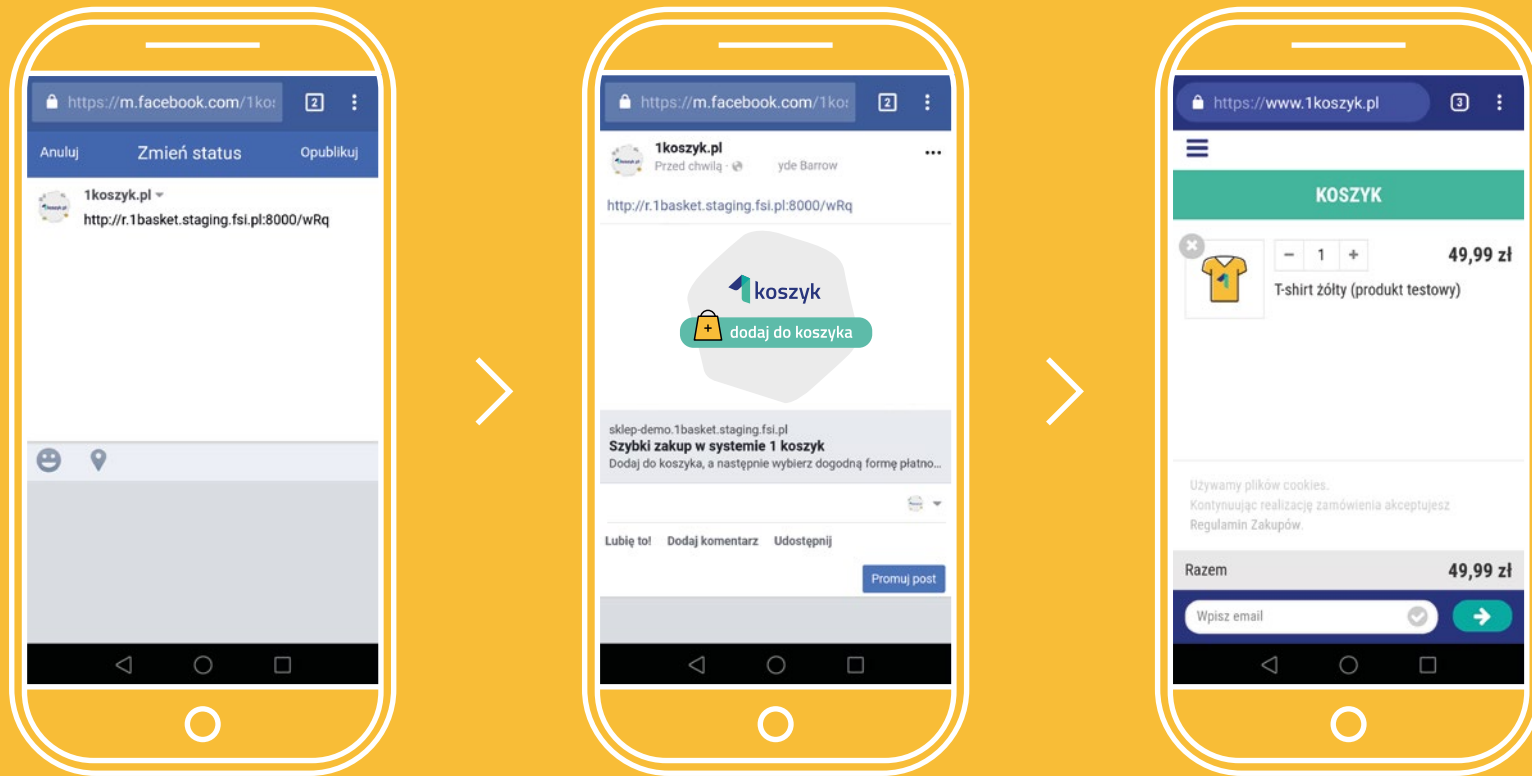 https://m.facebook.com/1ko
2
Anuluj
Zmień status
Opublikuj
1koszyk.pl
http://r.1basket.staging.fsi.pl:8000/wRq
https://m.facebook.com/1ko
2
1koszyk.pl
Przed chwilą · yde Barrow
http://r.1basket.staging.fsi.pl:8000/wRq
1koszyk
+ dodaj do koszyka
sklep-demo.1basket.staging.fsi.pl
Szybki zakup w systemie 1 koszyk
Dodaj do koszyka, a następnie wybierz dogodną formę płatno...
Lubię to! Dodaj komentarz Udostępnij
Promuj post
https://www.1koszyk.pl
3
KOSZYK
− 1 + 49,99 zł
T-shirt żółty (produkt testowy)
Używamy plików cookies.
Kontynuując realizację zamówienia akceptujesz
Regulamin Zakupów.
Razem 49,99 zł
Wpisz email